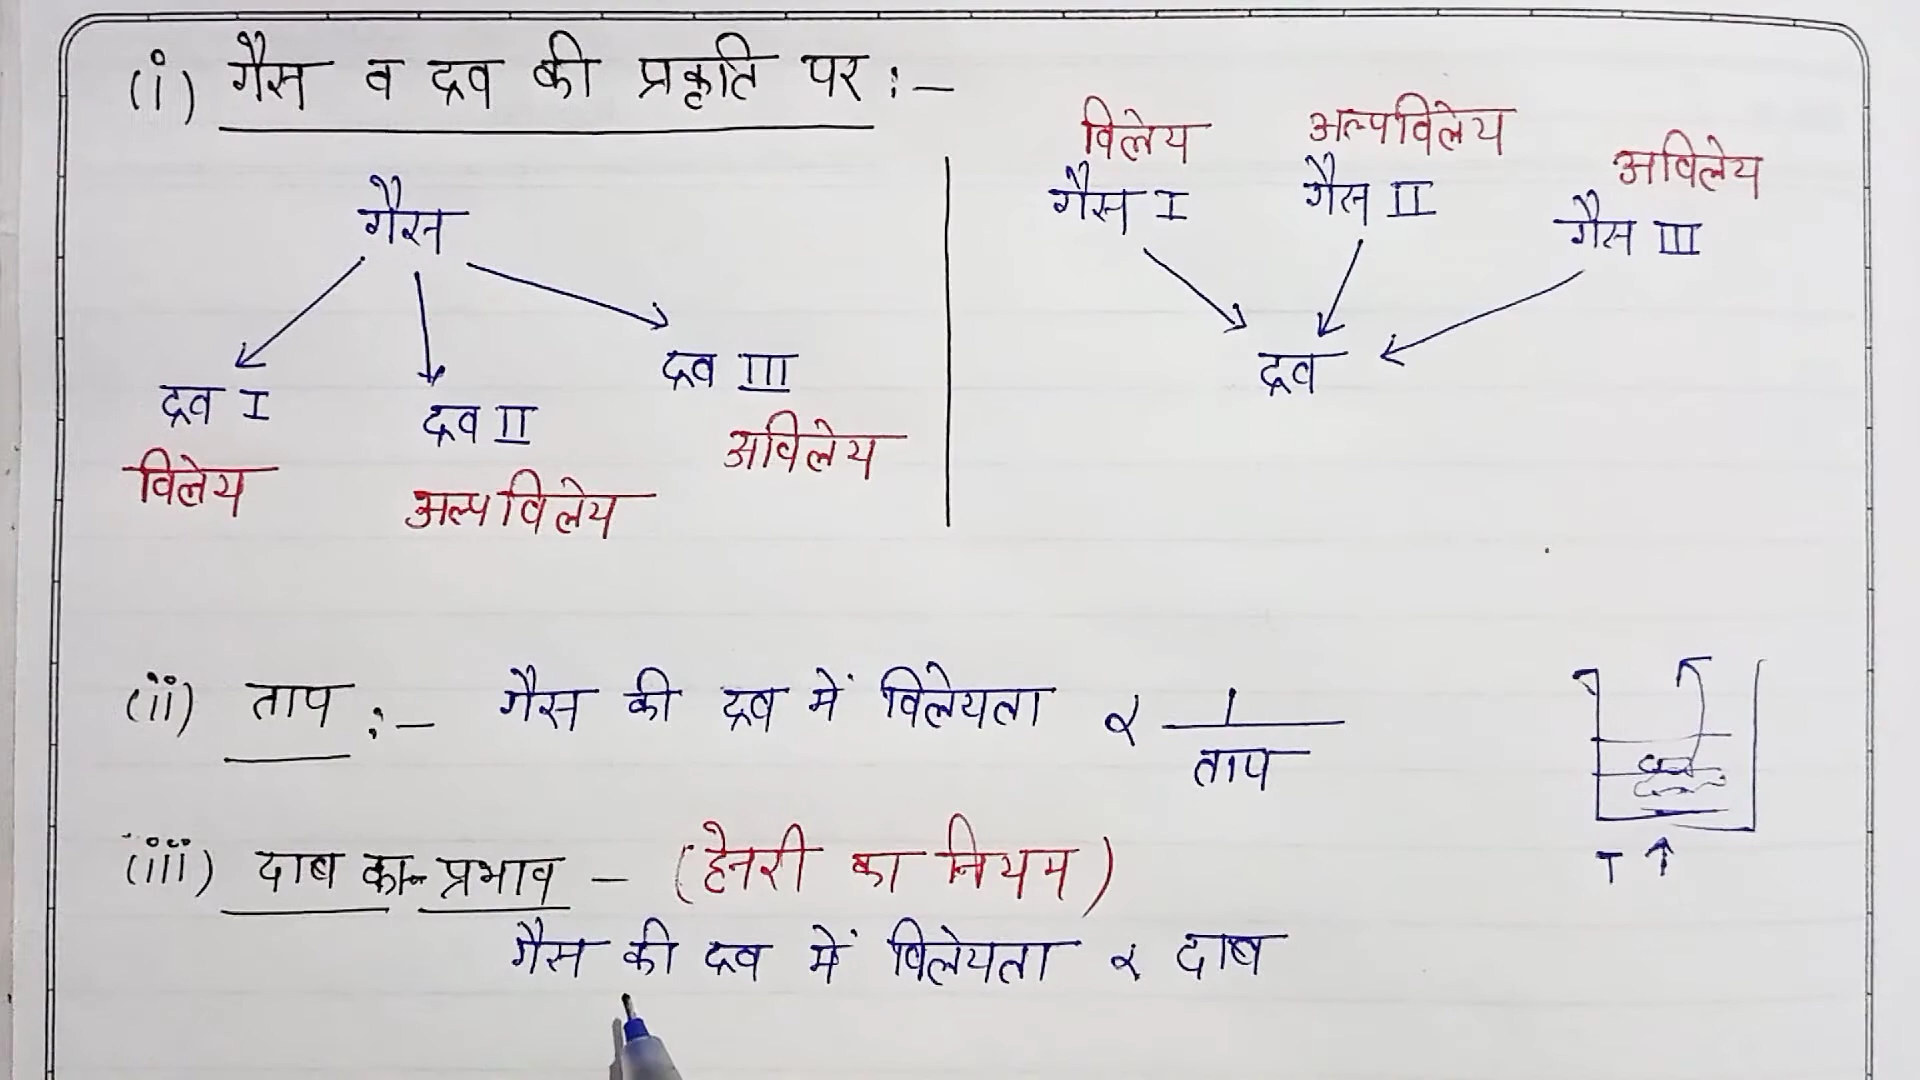 (i) गैस व द्रव की प्रकृति पर :-
गैस
द्रव I
द्रव II
द्रव III
विलेय
अल्पविलेय
अविलेय
विलेय
अल्पविलेय
अविलेय
गैस I
गैस II
गैस III
द्रव
(ii) ताप :- गैस की द्रव में विलेयता ∝ 1/ताप
T ↑
(iii) दाब का प्रभाव - (हेनरी का नियम)
गैस की द्रव में विलेयता ∝ दाब